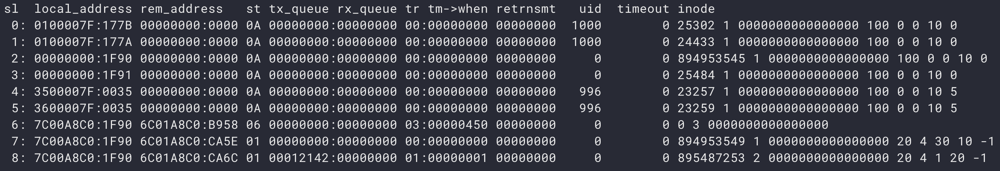 sl  local_address rem_address   st tx_queue rx_queue tr tm->when retrnsmt   uid  timeout inode
 0: 0100007F:177B 00000000:0000 0A 00000000:00000000 00:00000000 00000000  1000        0 25302 1 0000000000000000 100 0 0 10 0
 1: 0100007F:177A 00000000:0000 0A 00000000:00000000 00:00000000 00000000  1000        0 24433 1 0000000000000000 100 0 0 10 0
 2: 00000000:1F90 00000000:0000 0A 00000000:00000000 00:00000000 00000000     0        0 894953545 1 0000000000000000 100 0 0 10 0
 3: 00000000:1F91 00000000:0000 0A 00000000:00000000 00:00000000 00000000     0        0 25484 1 0000000000000000 100 0 0 10 0
 4: 3500007F:0035 00000000:0000 0A 00000000:00000000 00:00000000 00000000   996        0 23257 1 0000000000000000 100 0 0 10 5
 5: 3600007F:0035 00000000:0000 0A 00000000:00000000 00:00000000 00000000   996        0 23259 1 0000000000000000 100 0 0 10 5
 6: 7C00A8C0:1F90 6C01A8C0:B958 06 00000000:00000000 03:00000450 00000000     0        0 0 3 0000000000000000
 7: 7C00A8C0:1F90 6C01A8C0:CA5E 01 00000000:00000000 00:00000000 00000000     0        0 894953549 1 0000000000000000 20 4 30 10 -1
 8: 7C00A8C0:1F90 6C01A8C0:CA6C 01 00012142:00000000 01:00000001 00000000     0        0 895487253 2 0000000000000000 20 4 1 20 -1